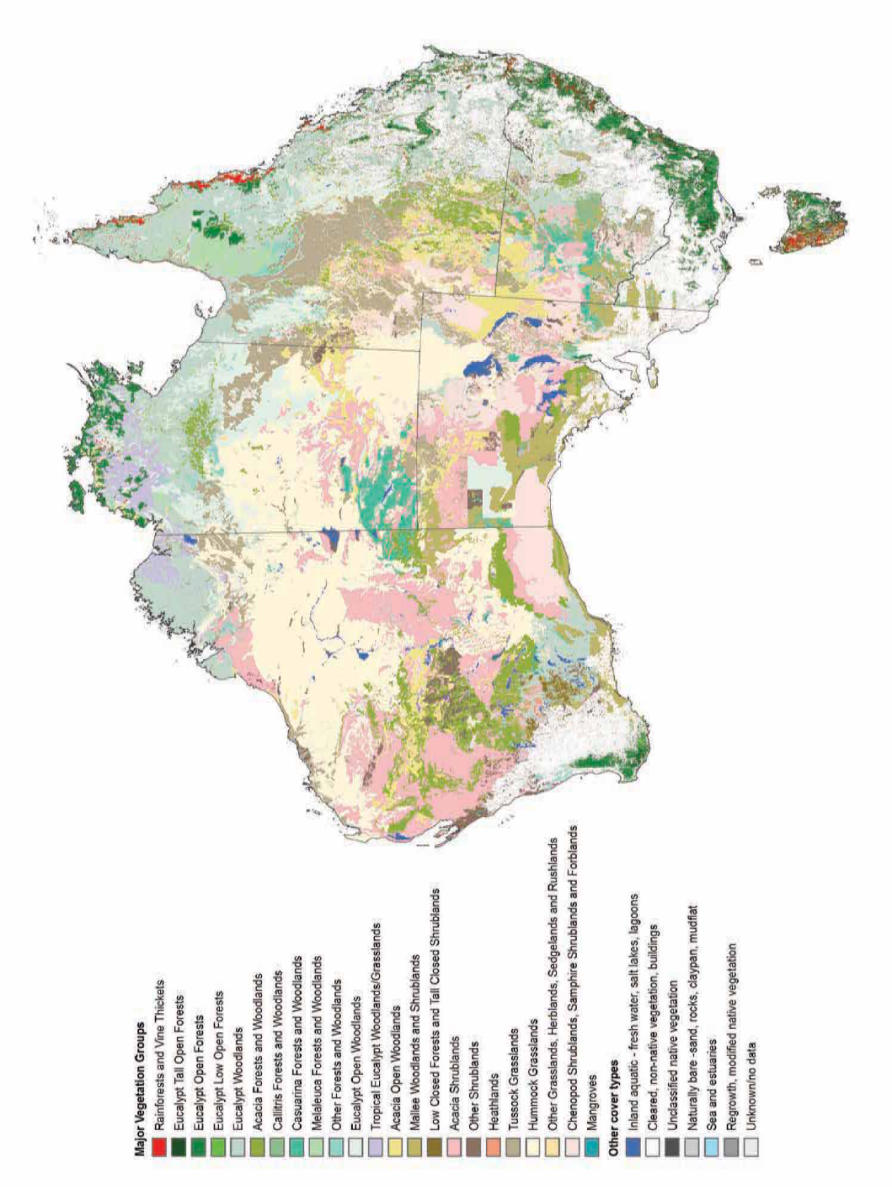 Major Vegetation Groups
Rainforests and Vine Thickets
Eucalypt Tall Open Forests
Eucalypt Open Forests
Eucalypt Low Open Forests
Eucalypt Woodlands
Acacia Forests and Woodlands
Callitris Forests and Woodlands
Casuarina Forests and Woodlands
Melaleuca Forests and Woodlands
Other Forests and Woodlands
Eucalypt Open Woodlands
Tropical Eucalypt Woodlands/Grasslands
Acacia Open Woodlands
Mallee Woodlands and Shrublands
Low Closed Forests and Tall Closed Shrublands
Acacia Shrublands
Other Shrublands
Heathlands
Tussock Grasslands
Hummock Grasslands
Other Grasslands, Herblands, Sedgelands and Rushlands
Chenopod Shrublands, Samphire Shrublands and Forblands
Mangroves
Other cover types
Inland aquatic - fresh water, salt lakes, lagoons
Cleared, non-native vegetation, buildings
Unclassified native vegetation
Naturally bare -sand, rocks, claypan, mudflat
Sea and estuaries
Regrowth, modified native vegetation
Unknown/no data